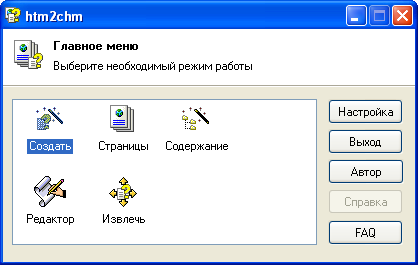 htm2chm
Главное меню
Выберите необходимый режим работы
Создать
Страницы
Содержание
Редактор
Извлечь
Настройка
Выход
Автор
Справка
FAQ